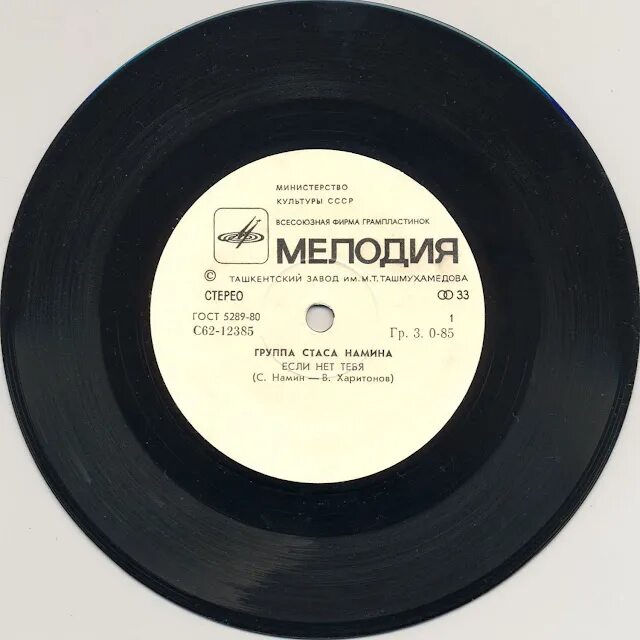 МИНИСТЕРСТВО
КУЛЬТУРЫ СССР
ВСЕСОЮЗНАЯ ФИРМА ГРАМПЛАСТИНОК
МЕЛОДИЯ
© ТАШКЕНТСКИЙ ЗАВОД ИМ. М.Т. ТАШМУХАМЕДОВА
СТЕРЕО 33
ГОСТ 5289-80 1
С62-12385 Гр. 3. 0-85
ГРУППА СТАСА НАМИНА
ЕСЛИ НЕТ ТЕБЯ
(С. Намин — В. Харитонов)